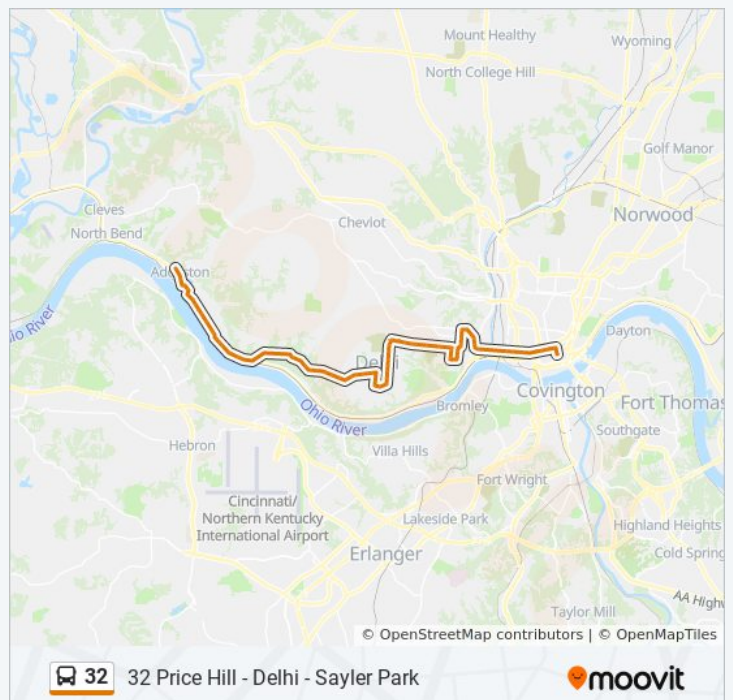 Mount Healthy
Wyoming
North College Hill
Golf Manor
Cleves
Norwood
North Bend
Cheviot
Addyston
Ohio River
Dayton
Delhi
Covington
Bromley
Fort Thomas
Ohio River
Southgate
Hebron
Villa Hills
Fort Wright
Cincinnati/
Northern Kentucky
International Airport
Lakeside Park
Highland Heights
Erlanger
Cold Spring
AA Highw
Taylor Mill
© OpenStreetMap contributors | © OpenMapTiles
32 32 Price Hill - Delhi - Sayler Park moovit